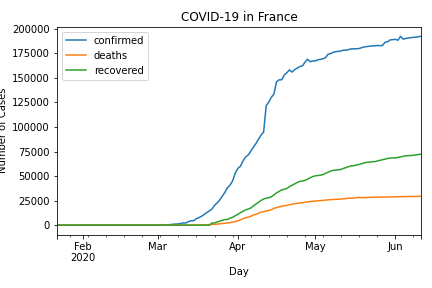 COVID-19 in France
200000
175000
150000
125000
100000
75000
50000
25000
0
Number of Cases
confirmed
deaths
recovered
Feb
2020
Mar
Apr
May
Jun
Day